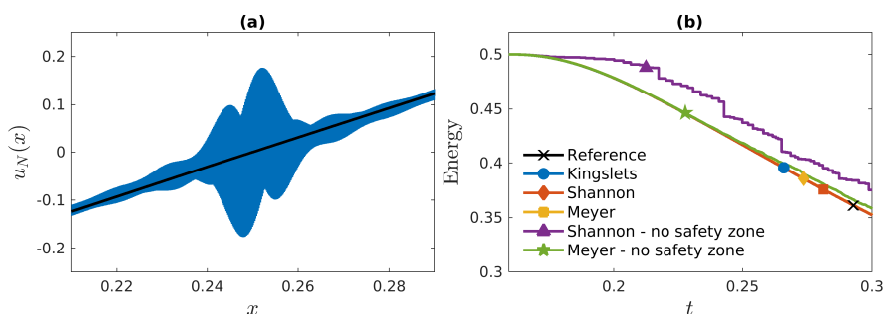 (a)
0.2
0.1
0
-0.1
-0.2
u_N(x)
0.22
0.24
0.26
0.28
x
(b)
0.5
0.45
0.4
0.35
0.3
Energy
Reference
Kingslets
Shannon
Meyer
Shannon - no safety zone
Meyer - no safety zone
0.2
0.25
0.3
t